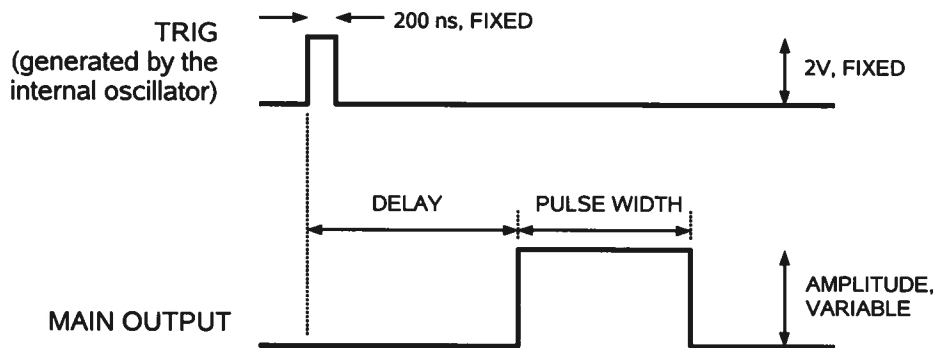 TRIG
(generated by the
internal oscillator)
200 ns, FIXED
2V, FIXED
DELAY
PULSE WIDTH
AMPLITUDE,
VARIABLE
MAIN OUTPUT